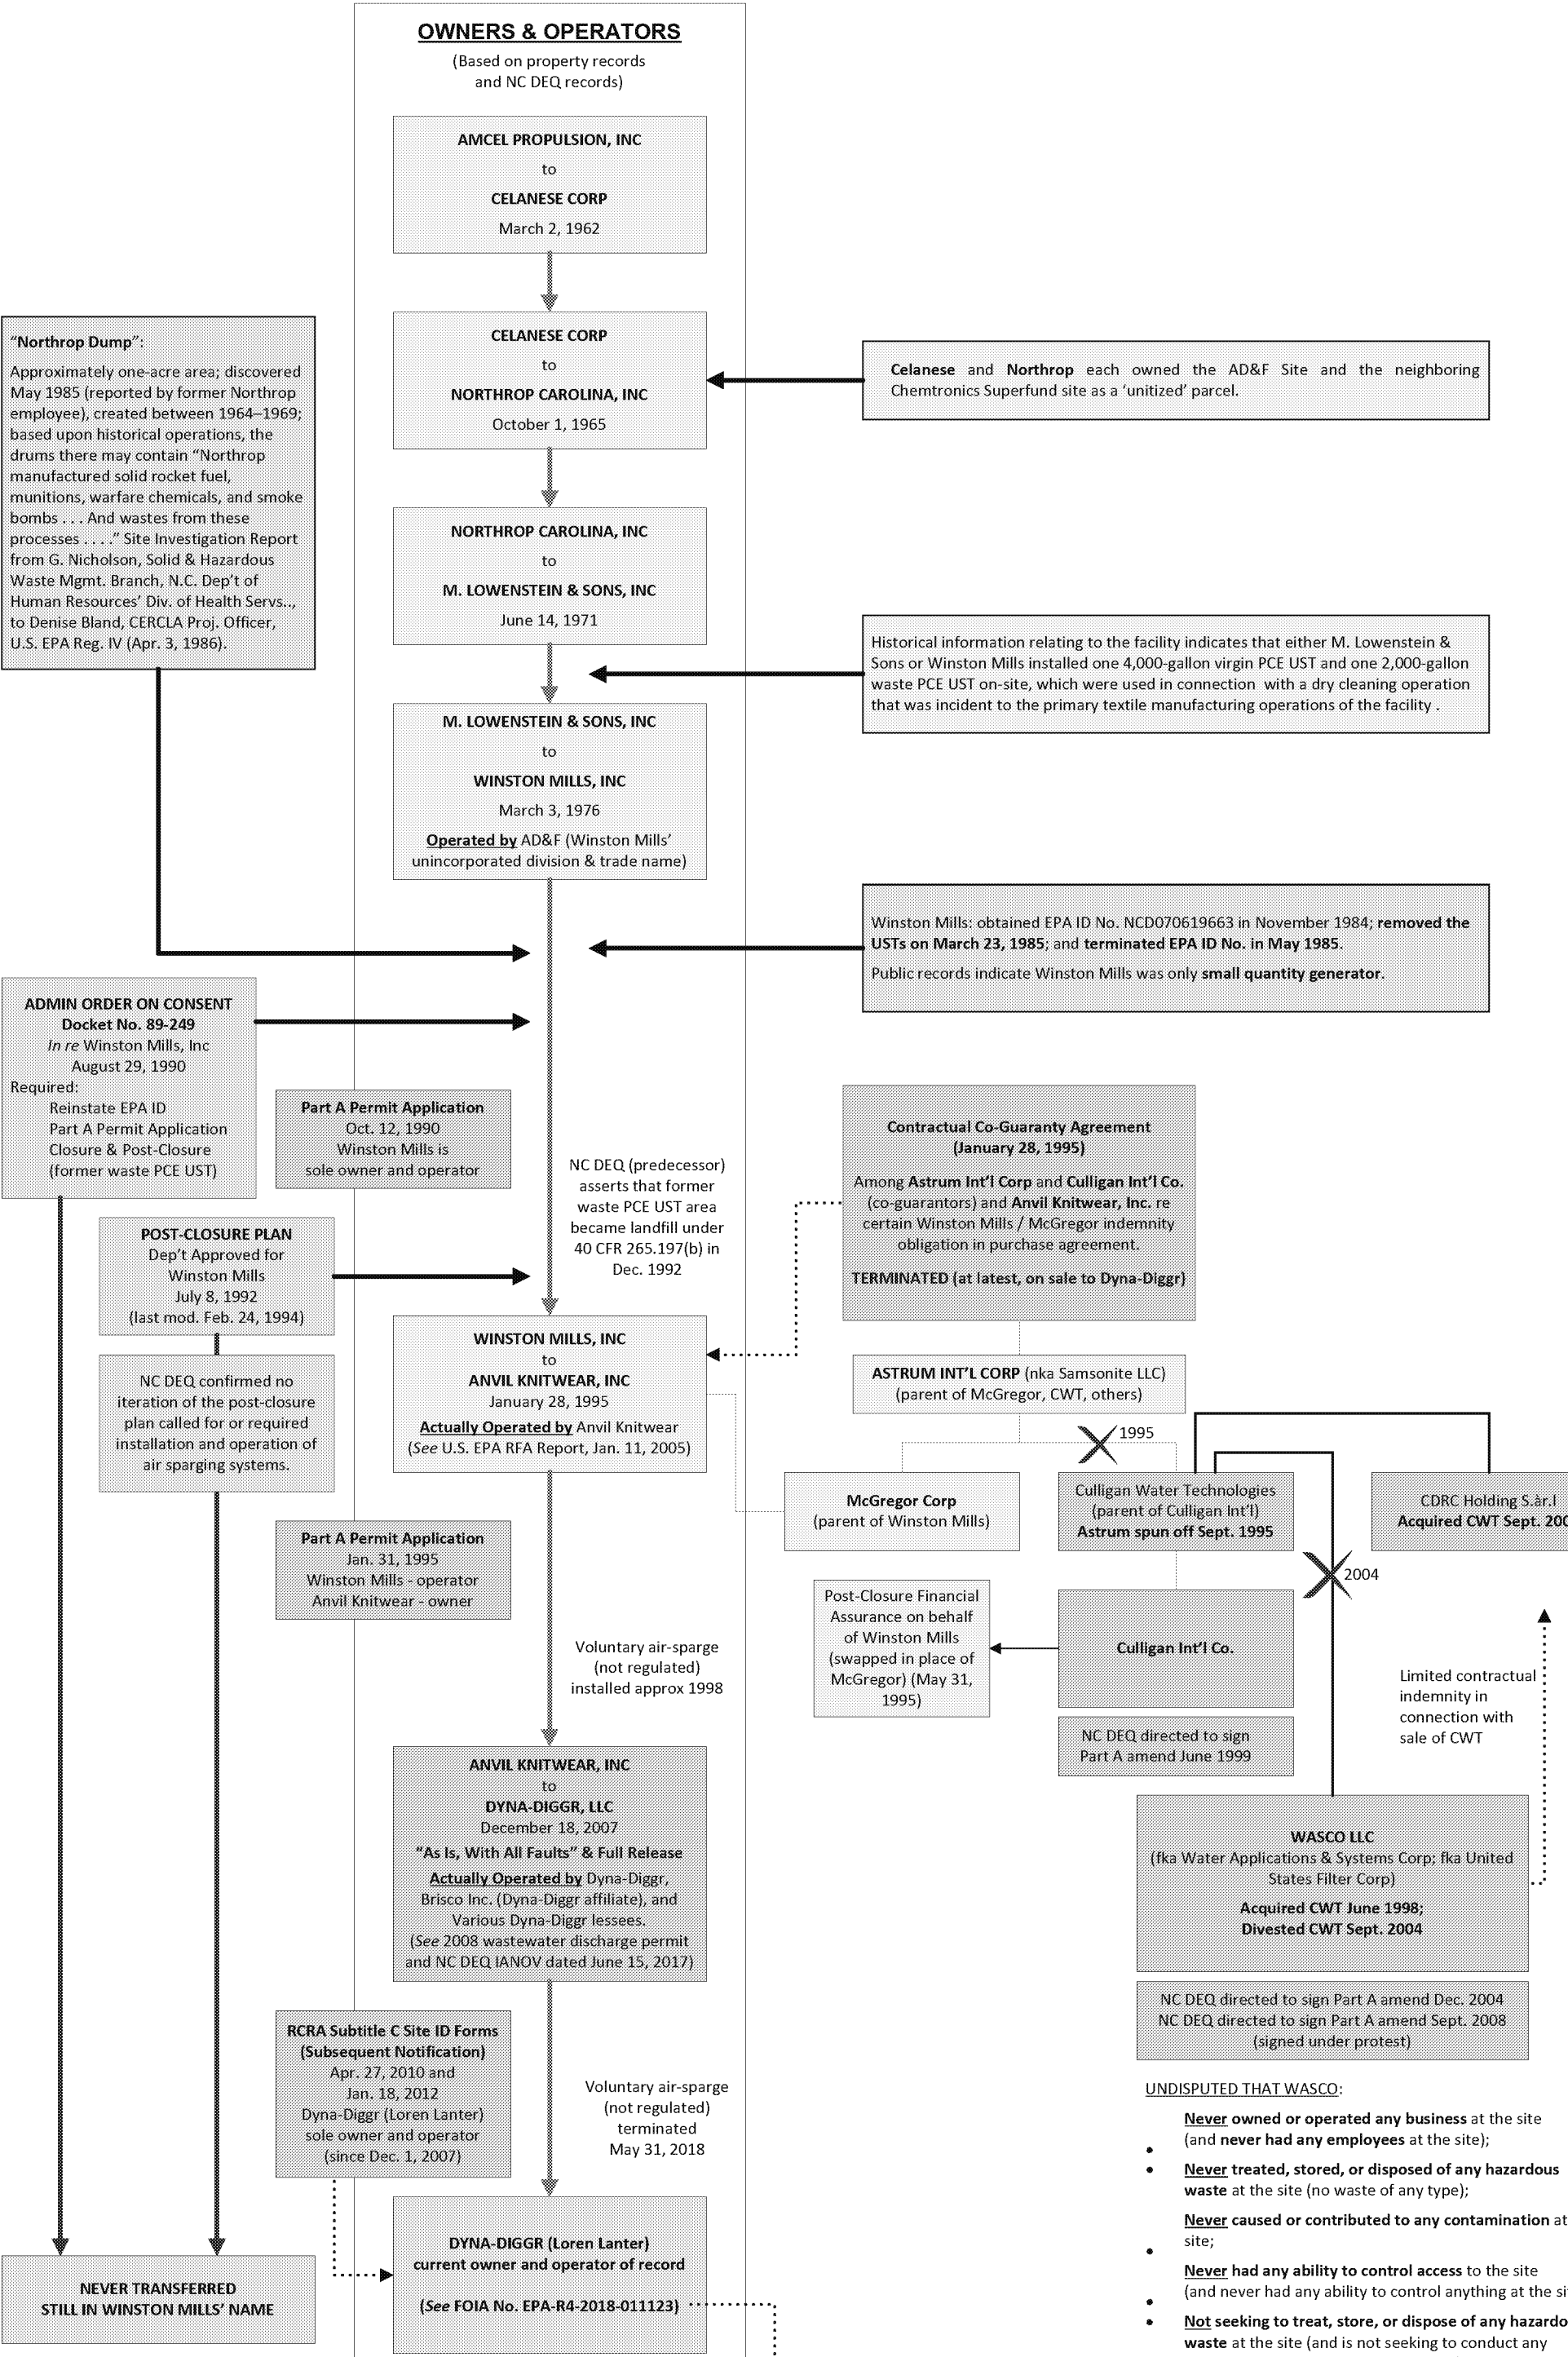 OWNERS & OPERATORS
(Based on property records
and NC DEQ records)
AMCEL PROPULSION, INC
to
CELANESE CORP
March 2, 1962
CELANESE CORP
to
NORTHROP CAROLINA, INC
October 1, 1965
Celanese and Northrop each owned the AD&F Site and the neighboring
Chemtronics Superfund site as a ‘unitized’ parcel.
“Northrop Dump”:
Approximately one-acre area; discovered
May 1985 (reported by former Northrop
employee), created between 1964–1969;
based upon historical operations, the
drums there may contain “Northrop
manufactured solid rocket fuel,
munitions, warfare chemicals, and smoke
bombs . . . And wastes from these
processes . . . .” Site Investigation Report
from G. Nicholson, Solid & Hazardous
Waste Mgmt. Branch, N.C. Dep’t of
Human Resources’ Div. of Health Servs..,
to Denise Bland, CERCLA Proj. Officer,
U.S. EPA Reg. IV (Apr. 3, 1986).
NORTHROP CAROLINA, INC
to
M. LOWENSTEIN & SONS, INC
June 14, 1971
Historical information relating to the facility indicates that either M. Lowenstein &
Sons or Winston Mills installed one 4,000-gallon virgin PCE UST and one 2,000-gallon
waste PCE UST on-site, which were used in connection with a dry cleaning operation
that was incident to the primary textile manufacturing operations of the facility .
M. LOWENSTEIN & SONS, INC
to
WINSTON MILLS, INC
March 3, 1976
Operated by AD&F (Winston Mills’
unincorporated division & trade name)
Winston Mills: obtained EPA ID No. NCD070619663 in November 1984; removed the
USTs on March 23, 1985; and terminated EPA ID No. in May 1985.
Public records indicate Winston Mills was only small quantity generator.
ADMIN ORDER ON CONSENT
Docket No. 89-249
In re Winston Mills, Inc
August 29, 1990
Required:
Reinstate EPA ID
Part A Permit Application
Closure & Post-Closure
(former waste PCE UST)
Part A Permit Application
Oct. 12, 1990
Winston Mills is
sole owner and operator
NC DEQ (predecessor)
asserts that former
waste PCE UST area
became landfill under
40 CFR 265.197(b) in
Dec. 1992
Contractual Co-Guaranty Agreement
(January 28, 1995)
Among Astrum Int’l Corp and Culligan Int’l Co.
(co-guarantors) and Anvil Knitwear, Inc. re
certain Winston Mills / McGregor indemnity
obligation in purchase agreement.
TERMINATED (at latest, on sale to Dyna-Diggr)
POST-CLOSURE PLAN
Dep’t Approved for
Winston Mills
July 8, 1992
(last mod. Feb. 24, 1994)
NC DEQ confirmed no
iteration of the post-closure
plan called for or required
installation and operation of
air sparging systems.
WINSTON MILLS, INC
to
ANVIL KNITWEAR, INC
January 28, 1995
Actually Operated by Anvil Knitwear
(See U.S. EPA RFA Report, Jan. 11, 2005)
ASTRUM INT’L CORP (nka Samsonite LLC)
(parent of McGregor, CWT, others)
1995
McGregor Corp
(parent of Winston Mills)
Culligan Water Technologies
(parent of Culligan Int’l)
Astrum spun off Sept. 1995
CDRC Holding S.àr.l
Acquired CWT Sept. 200
Part A Permit Application
Jan. 31, 1995
Winston Mills - operator
Anvil Knitwear - owner
2004
Post-Closure Financial
Assurance on behalf
of Winston Mills
(swapped in place of
McGregor) (May 31,
1995)
Culligan Int’l Co.
Voluntary air-sparge
(not regulated)
installed approx 1998
Limited contractual
indemnity in
connection with
sale of CWT
NC DEQ directed to sign
Part A amend June 1999
ANVIL KNITWEAR, INC
to
DYNA-DIGGR, LLC
December 18, 2007
“As Is, With All Faults” & Full Release
Actually Operated by Dyna-Diggr,
Brisco Inc. (Dyna-Diggr affiliate), and
Various Dyna-Diggr lessees.
(See 2008 wastewater discharge permit
and NC DEQ IANOV dated June 15, 2017)
WASCO LLC
(fka Water Applications & Systems Corp; fka United
States Filter Corp)
Acquired CWT June 1998;
Divested CWT Sept. 2004
NC DEQ directed to sign Part A amend Dec. 2004
NC DEQ directed to sign Part A amend Sept. 2008
(signed under protest)
RCRA Subtitle C Site ID Forms
(Subsequent Notification)
Apr. 27, 2010 and
Jan. 18, 2012
Dyna-Diggr (Loren Lanter)
sole owner and operator
(since Dec. 1, 2007)
Voluntary air-sparge
(not regulated)
terminated
May 31, 2018
UNDISPUTED THAT WASCO:
Never owned or operated any business at the site
(and never had any employees at the site);
• Never treated, stored, or disposed of any hazardous
waste at the site (no waste of any type);
Never caused or contributed to any contamination at
site;
Never had any ability to control access to the site
(and never had any ability to control anything at the si
• Not seeking to treat, store, or dispose of any hazardo
waste at the site (and is not seeking to conduct any
NEVER TRANSFERRED
STILL IN WINSTON MILLS’ NAME
DYNA-DIGGR (Loren Lanter)
current owner and operator of record
(See FOIA No. EPA-R4-2018-011123)